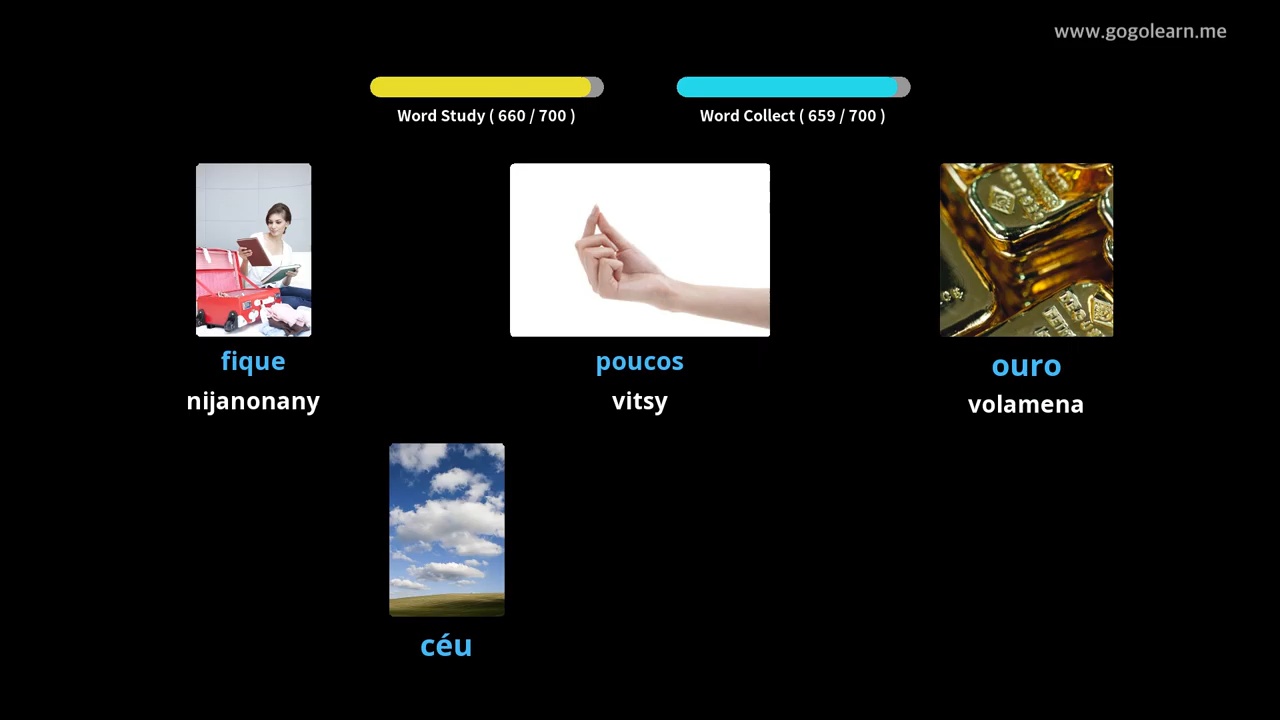 www.gogolearn.me
Word Study ( 660 / 700 )
Word Collect ( 659 / 700 )
fique
nijanonany
poucos
vitsy
ouro
volamena
céu